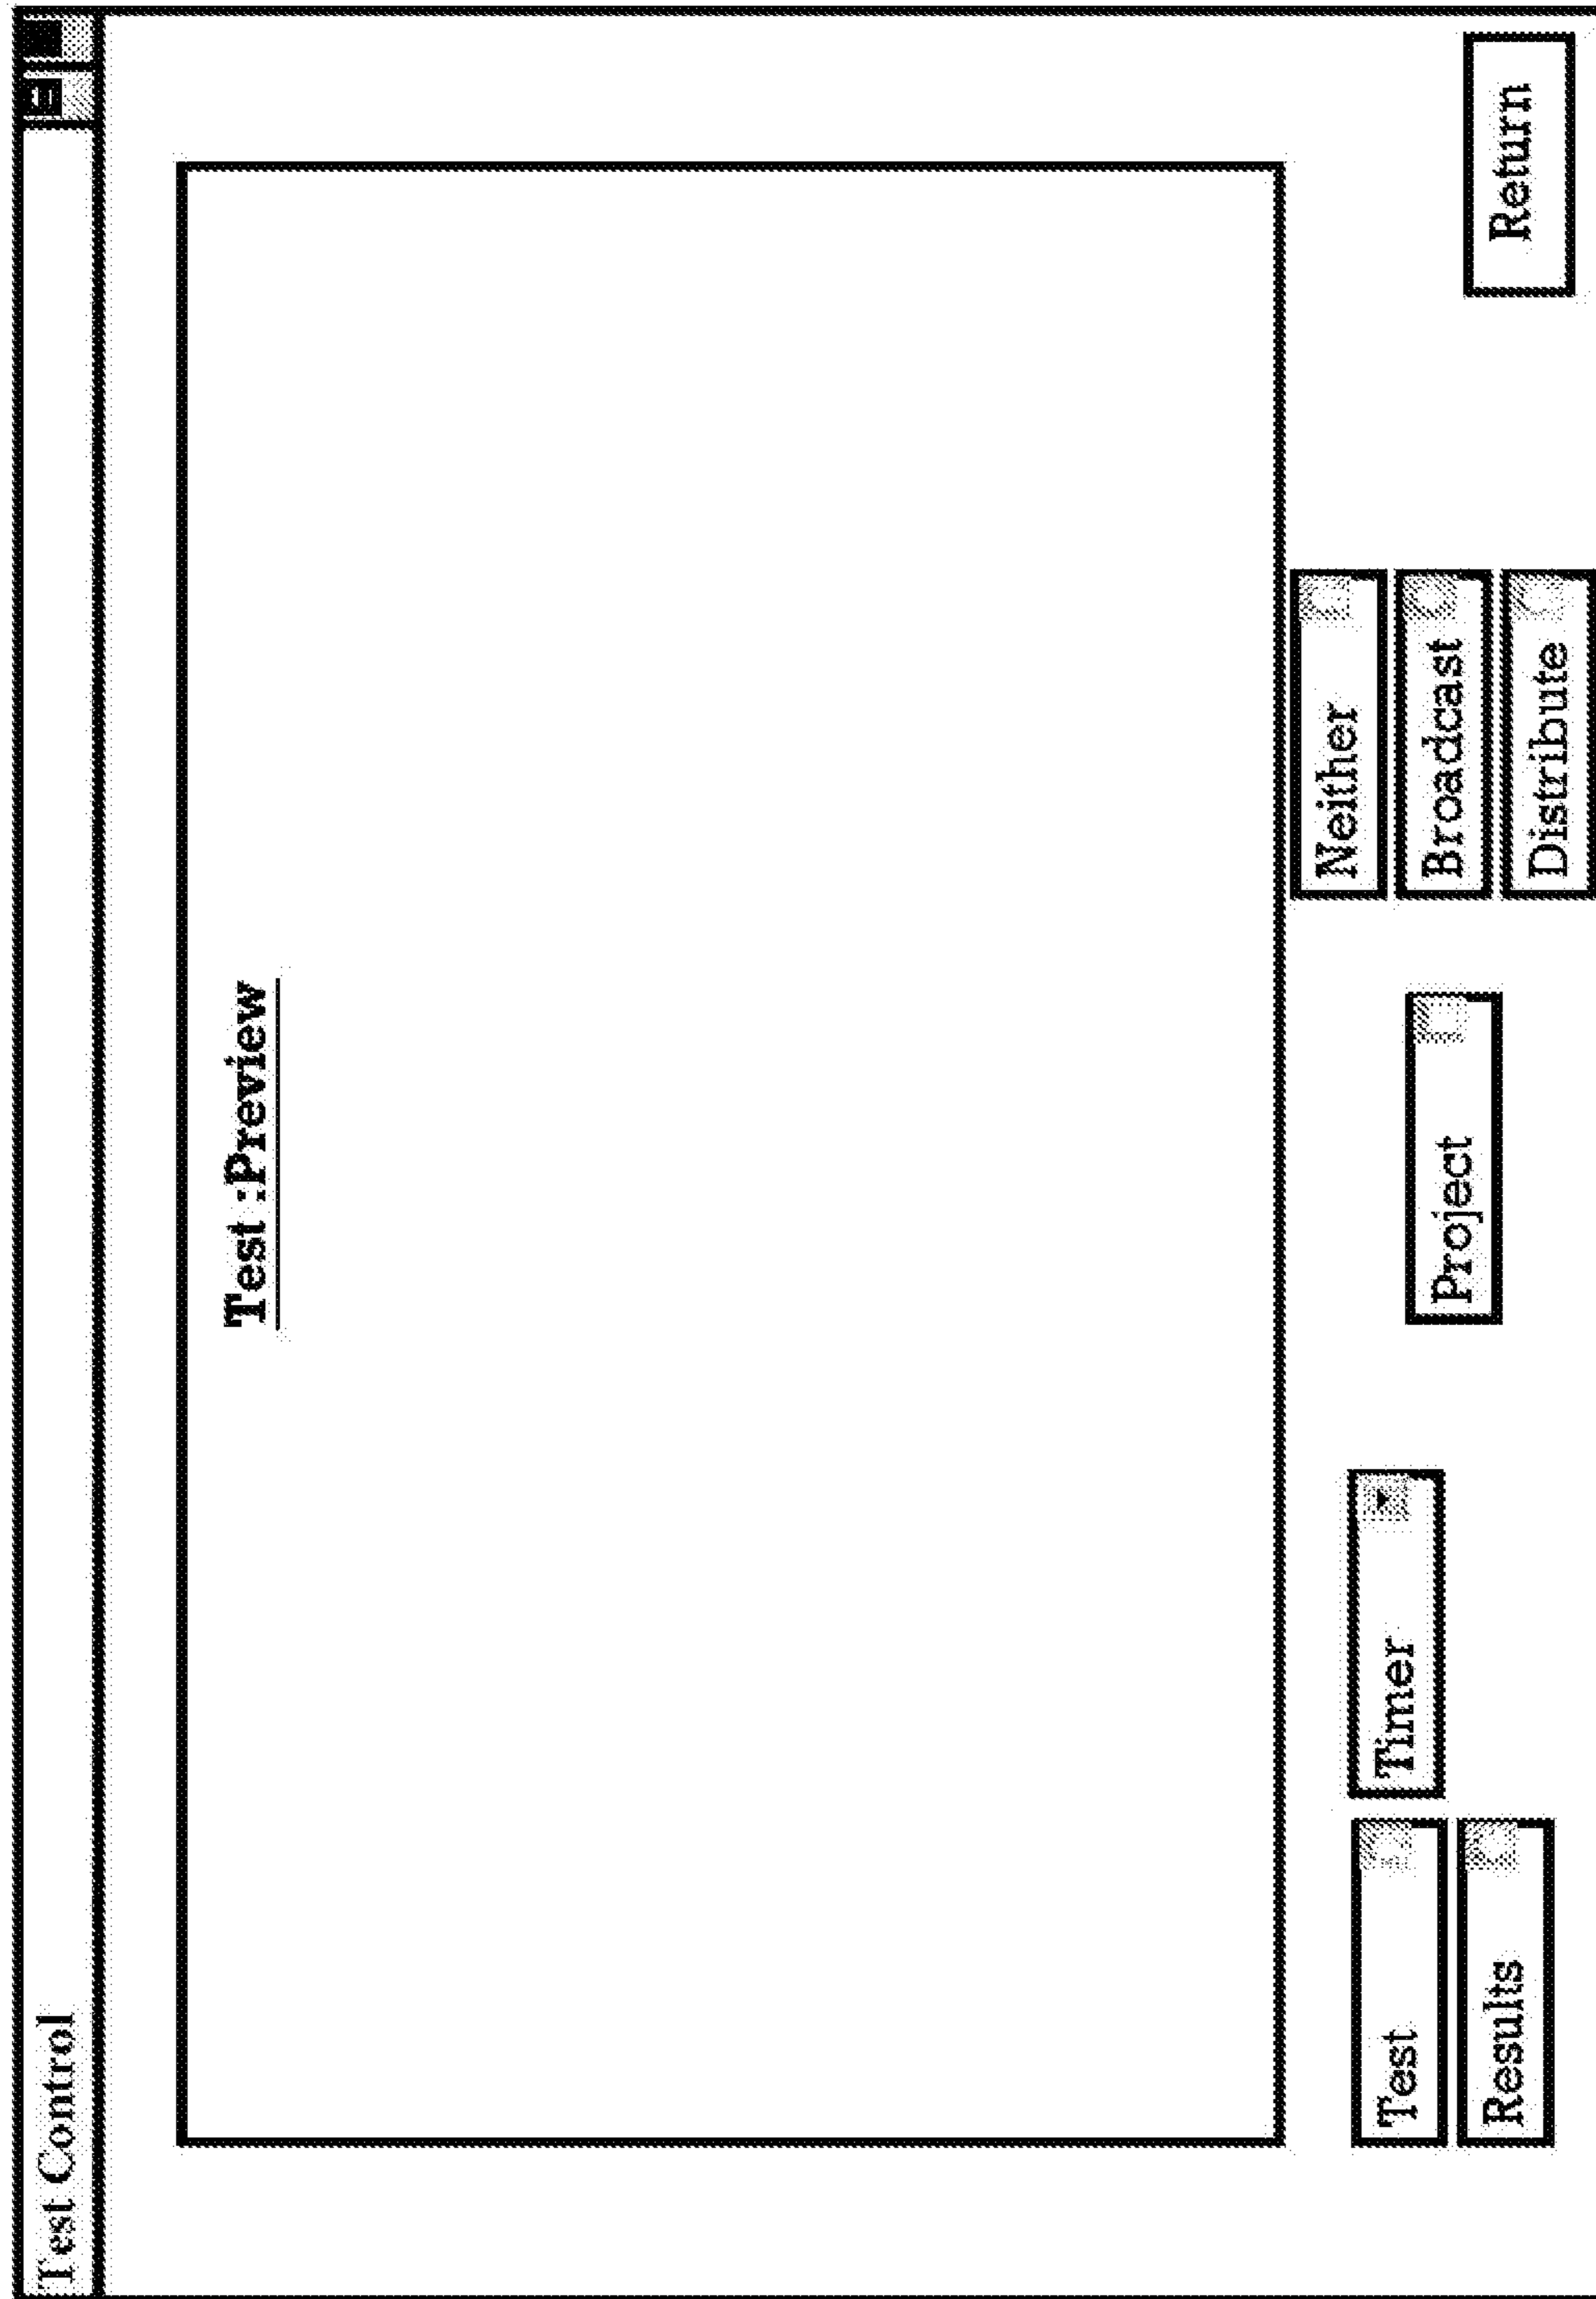 Test Control
Test :Preview
Test
Results
Timer
Project
Neither
Broadcast
Distribute
Return